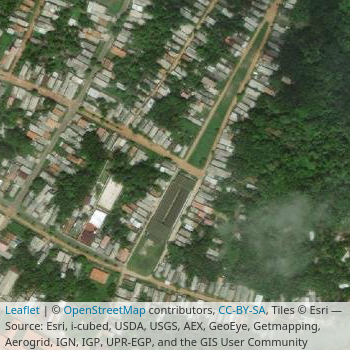 Leaflet | © OpenStreetMap contributors, CC-BY-SA, Tiles © Esri —
Source: Esri, i-cubed, USDA, USGS, AEX, GeoEye, Getmapping,
Aerogrid, IGN, IGP, UPR-EGP, and the GIS User Community